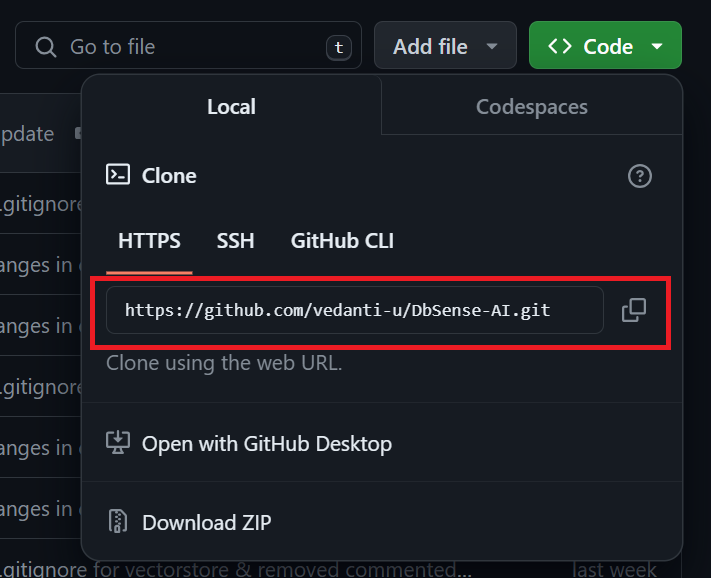 Go to file
t
Add file
Code
Local
Codespaces
pdate
Clone
.gitignore
HTTPS
SSH
GitHub CLI
anges in
https://github.com/vedanti-u/DbSense-AI.git
anges in
Clone using the web URL.
.gitignore
Open with GitHub Desktop
anges in
anges in
Download ZIP
.gitignore for vectorstore & removed commented...
last week